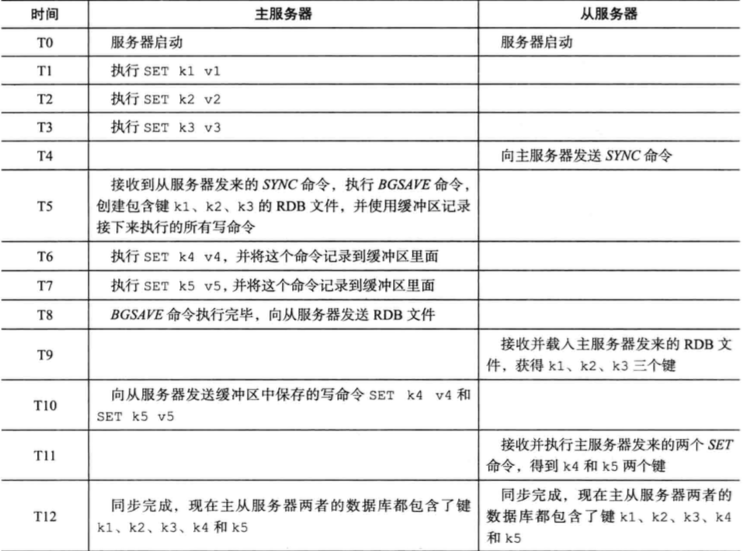 时间 主服务器 从服务器
T0 服务器启动 服务器启动
T1 执行 SET k1 v1
T2 执行 SET k2 v2
T3 执行 SET k3 v3
T4 向主服务器发送 SYNC 命令
T5 接收到从服务器发来的 SYNC 命令，执行 BGSAVE 命令，
创建包含键 k1、k2、k3 的 RDB 文件，并使用缓冲区记录
接下来执行的所有写命令
T6 执行 SET k4 v4，并将这个命令记录到缓冲区里面
T7 执行 SET k5 v5，并将这个命令记录到缓冲区里面
T8 BGSAVE 命令执行完毕，向从服务器发送 RDB 文件
T9 接收并载入主服务器发来的 RDB 文
件，获得 k1、k2、k3 三个键
T10 向从服务器发送缓冲区中保存的写命令 SET k4 v4 和
SET k5 v5
T11 接收并执行主服务器发来的两个 SET
命令，得到 k4 和 k5 两个键
T12 同步完成，现在主从服务器两者的数据库都包含了键
k1、k2、k3、k4 和 k5
同步完成，现在主从服务器两者的
数据库都包含了键 k1、k2、k3、k4
和 k5